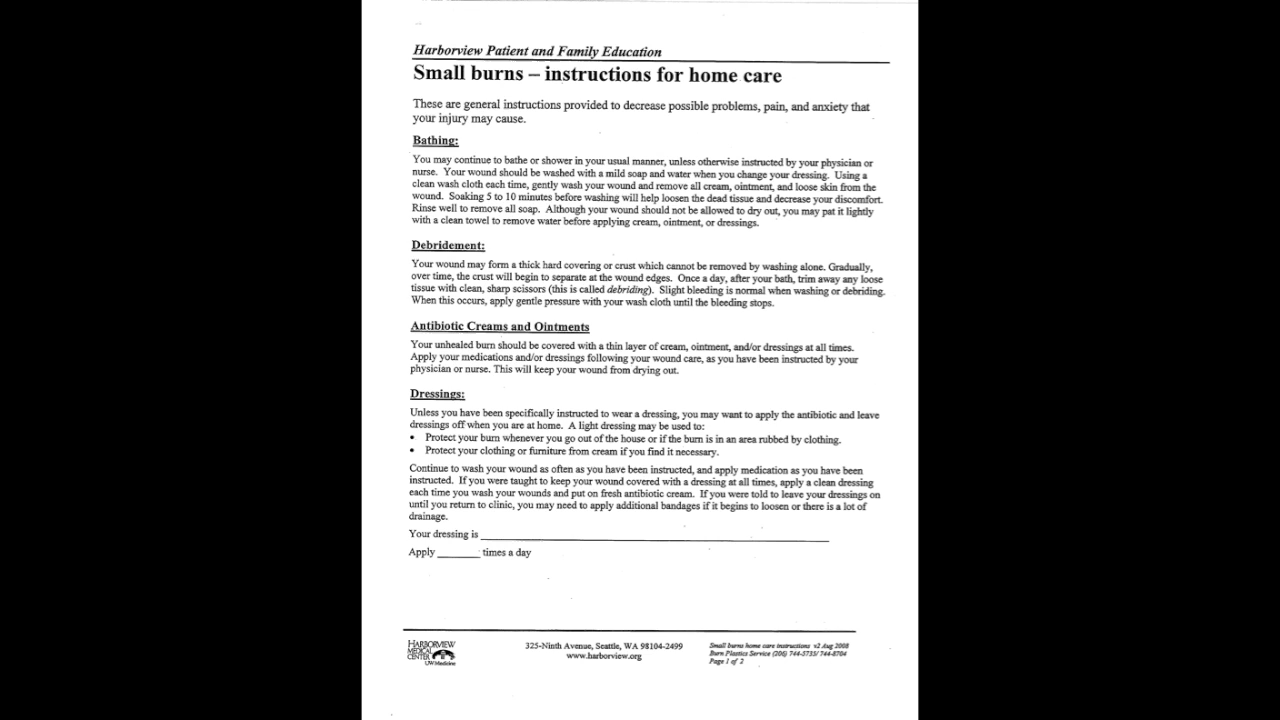 Harborview Patient and Family Education
Small burns – instructions for home care
These are general instructions provided to decrease possible problems, pain, and anxiety that
your injury may cause.
Bathing:
You may continue to bathe or shower in your usual manner, unless otherwise instructed by your physician or
nurse. Your wound should be washed with a mild soap and water when you change your dressing. Using a
clean wash cloth each time, gently wash your wound and remove all cream, ointment, and loose skin from the
wound. Soaking 5 to 10 minutes before washing will help loosen the dead tissue and decrease your discomfort.
Rinse well to remove all soap. Although your wound should not be allowed to dry out, you may pat it lightly
with a clean towel to remove water before applying cream, ointment, or dressings.
Debridement:
Your wound may form a thick hard covering or crust which cannot be removed by washing alone. Gradually,
over time, the crust will begin to separate at the wound edges. Once a day, after your bath, trim away any loose
tissue with clean, sharp scissors (this is called debriding). Slight bleeding is normal when washing or debriding.
When this occurs, apply gentle pressure with your wash cloth until the bleeding stops.
Antibiotic Creams and Ointments
Your unhealed burn should be covered with a thin layer of cream, ointment, and/or dressings at all times.
Apply your medications and/or dressings following your wound care, as you have been instructed by your
physician or nurse. This will keep your wound from drying out.
Dressings:
Unless you have been specifically instructed to wear a dressing, you may want to apply the antibiotic and leave
dressings off when you are at home. A light dressing may be used to:
• Protect your burn whenever you go out of the house or if the burn is in an area rubbed by clothing.
• Protect your clothing or furniture from cream if you find it necessary.
Continue to wash your wound as often as you have been instructed, and apply medication as you have been
instructed. If you were taught to keep your wound covered with a dressing at all times, apply a clean dressing
each time you wash your wounds and put on fresh antibiotic cream. If you were told to leave your dressings on
until you return to clinic, you may need to apply additional bandages if it begins to loosen or there is a lot of
drainage.
Your dressing is ____________________
Apply ________ times a day
HARBORVIEW
MEDICAL
CENTER
UW Medicine
325-Ninth Avenue, Seattle, WA 98104-2499
www.harborview.org
Small burns home care instructions v2 Aug 2008
Burn Plastics Service (206) 744-5735/ 744-8704
Page 1 of 2